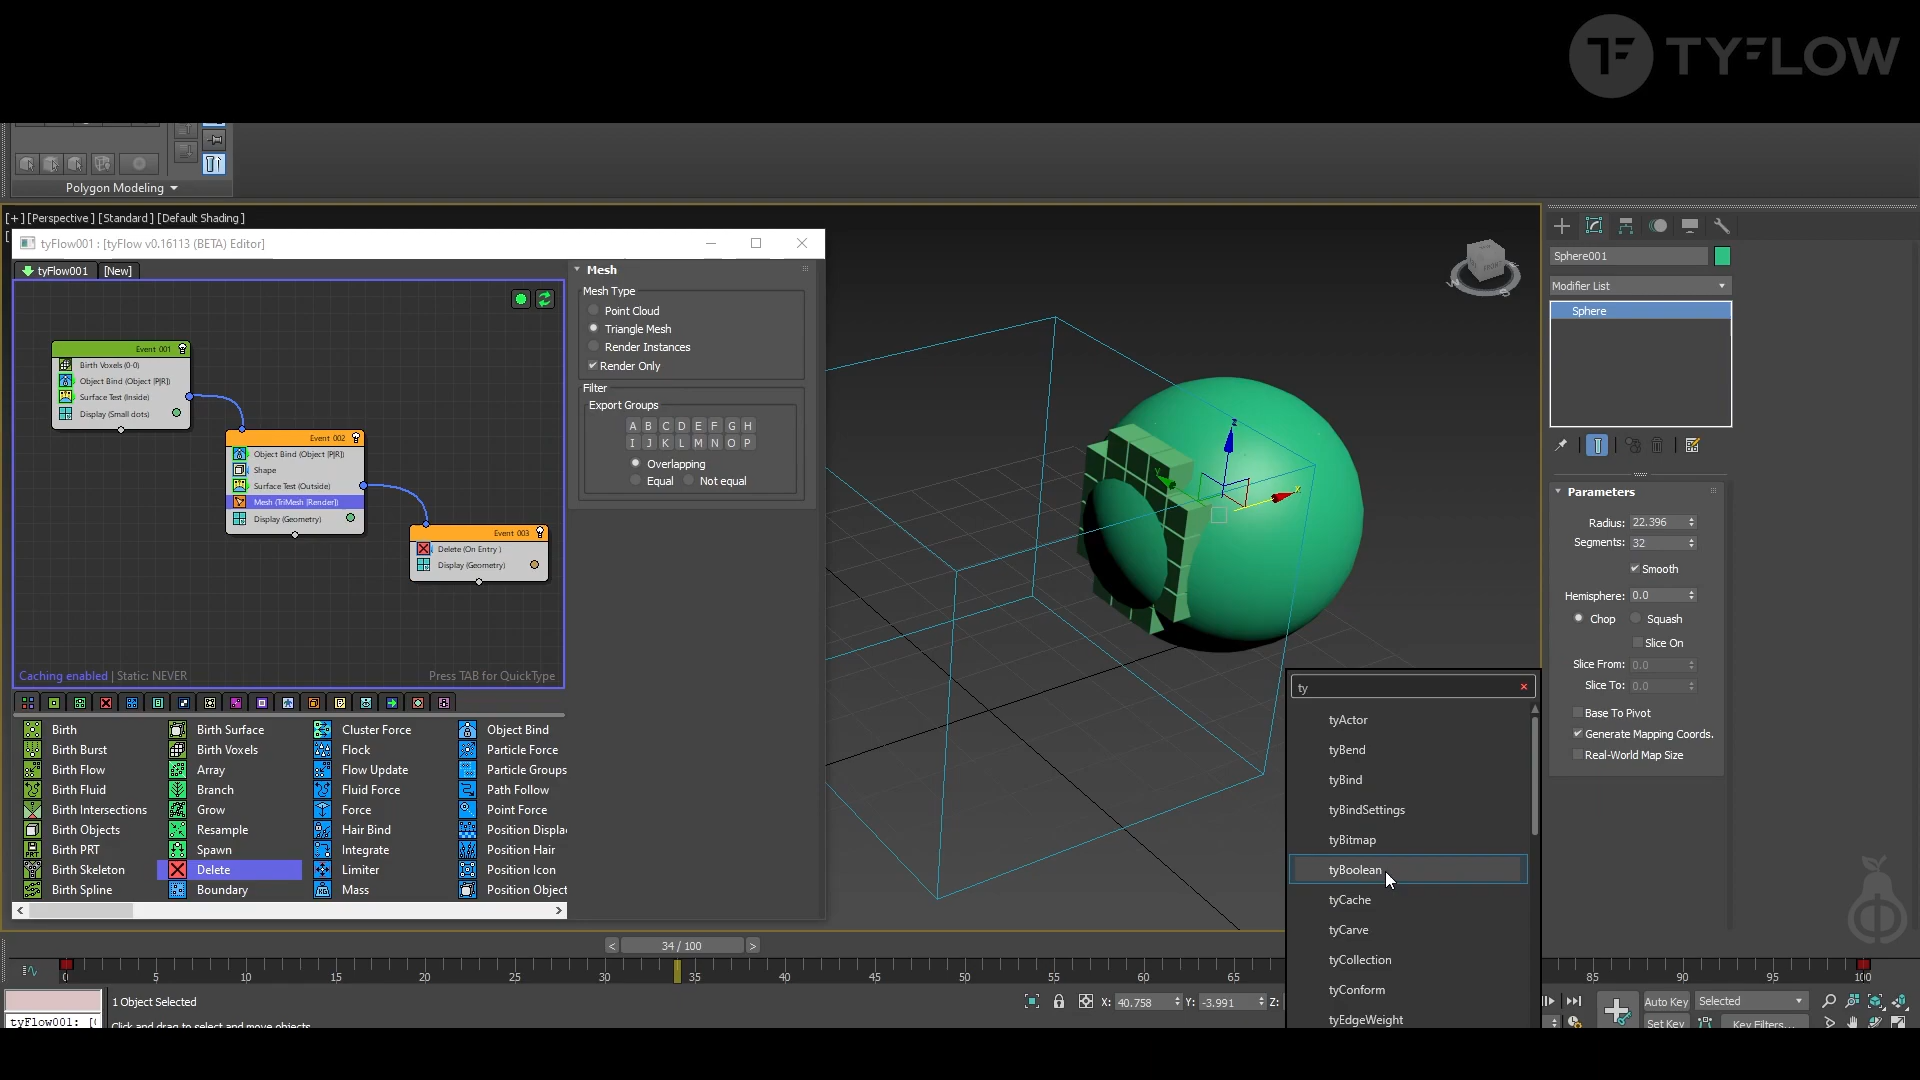 TYFLOW
Polygon Modeling
[+] [Perspective ] [Standard ] [Default Shading ]
[
tyFlow001 : [tyFlow v0.16113 (BETA) Editor]
tyFlow001
[New]
Event 001
Birth Voxels (0-0)
Object Bind (Object [P|R])
Surface Test (Inside)
Display (Small dots)
Event 002
Object Bind (Object [P|R])
Shape
Surface Test (Outside)
Mesh (TriMesh [Render])
Display (Geometry)
Event 003
Delete (On Entry )
Display (Geometry)
Caching enabled | Static: NEVER
Press TAB for QuickType
Mesh
Mesh Type
Point Cloud
Triangle Mesh
Render Instances
Render Only
Filter
Export Groups
A B C D E F G H
I J K L M N O P
Overlapping
Equal Not equal
Birth Birth Surface Cluster Force Object Bind
Birth Burst Birth Voxels Flock Particle Force
Birth Flow Array Flow Update Particle Groups
Birth Fluid Branch Fluid Force Path Follow
Birth Intersections Grow Force Point Force
Birth Objects Resample Hair Bind Position Displa
Birth PRT Spawn Integrate Position Hair
Birth Skeleton Delete Limiter Position Icon
Birth Spline Boundary Mass Position Object
z
x
y
FRONT
W
S
ty
tyActor
tyBend
tyBind
tyBindSettings
tyBitmap
tyBoolean
tyCache
tyCarve
tyCollection
tyConform
tyEdgeWeight
Sphere001
Modifier List
Sphere
Parameters
Radius: 22.396
Segments: 32
Smooth
Hemisphere: 0.0
Chop Squash
Slice On
Slice From: 0.0
Slice To: 0.0
Base To Pivot
Generate Mapping Coords.
Real-World Map Size
< 34 / 100 >
0 5 10 15 20 25 30 35 40 45 50 55 60 65 85 90 95 100
1 Object Selected
X: 40.758 Y: -3.991 Z:
Auto Key Selected
tyFlow001: [
Click and drag to select and move objects
Set Key Key Filters...